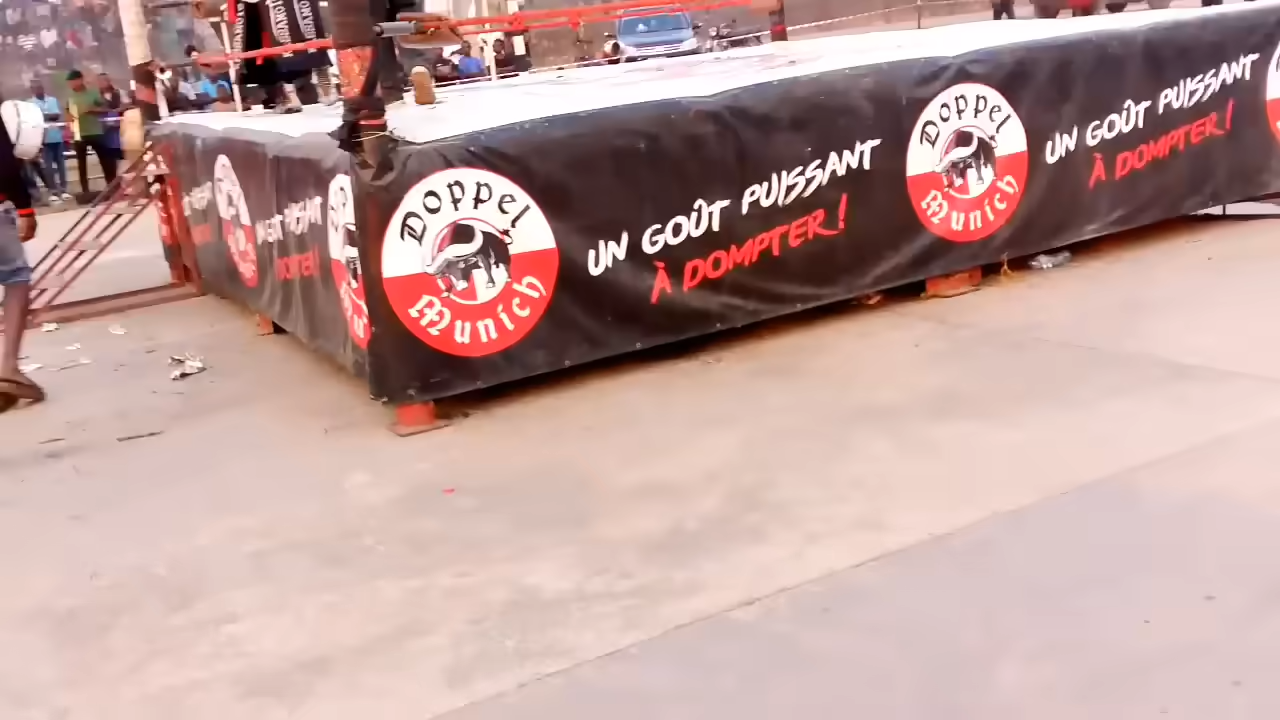 Doppel
Munich
UN GOÛT PUISSANT
À DOMPTER!
Doppel
Munich
UN GOÛT PUISSANT
À DOMPTER!